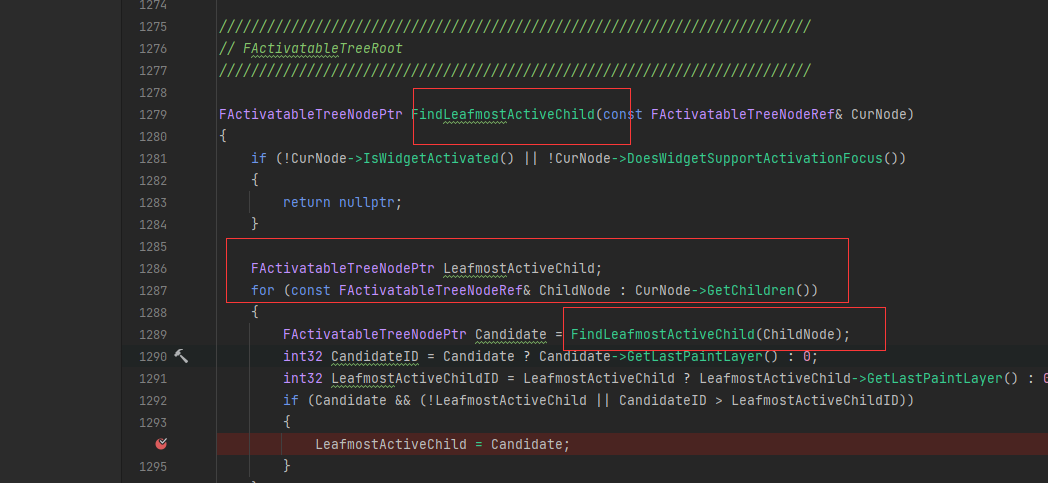 1274
1275 //////////////////////////////////////////////////////////////////////////
1276 // FActivatableTreeRoot
1277 //////////////////////////////////////////////////////////////////////////
1278
1279 FActivatableTreeNodePtr FindLeafmostActiveChild(const FActivatableTreeNodeRef& CurNode)
1280 {
1281 if (!CurNode->IsWidgetActivated() || !CurNode->DoesWidgetSupportActivationFocus())
1282 {
1283 return nullptr;
1284 }
1285
1286 FActivatableTreeNodePtr LeafmostActiveChild;
1287 for (const FActivatableTreeNodeRef& ChildNode : CurNode->GetChildren())
1288 {
1289 FActivatableTreeNodePtr Candidate = FindLeafmostActiveChild(ChildNode);
1290 int32 CandidateID = Candidate ? Candidate->GetLastPaintLayer() : 0;
1291 int32 LeafmostActiveChildID = LeafmostActiveChild ? LeafmostActiveChild->GetLastPaintLayer() : 0
1292 if (Candidate && (!LeafmostActiveChild || CandidateID > LeafmostActiveChildID))
1293 {
LeafmostActiveChild = Candidate;
1295 }